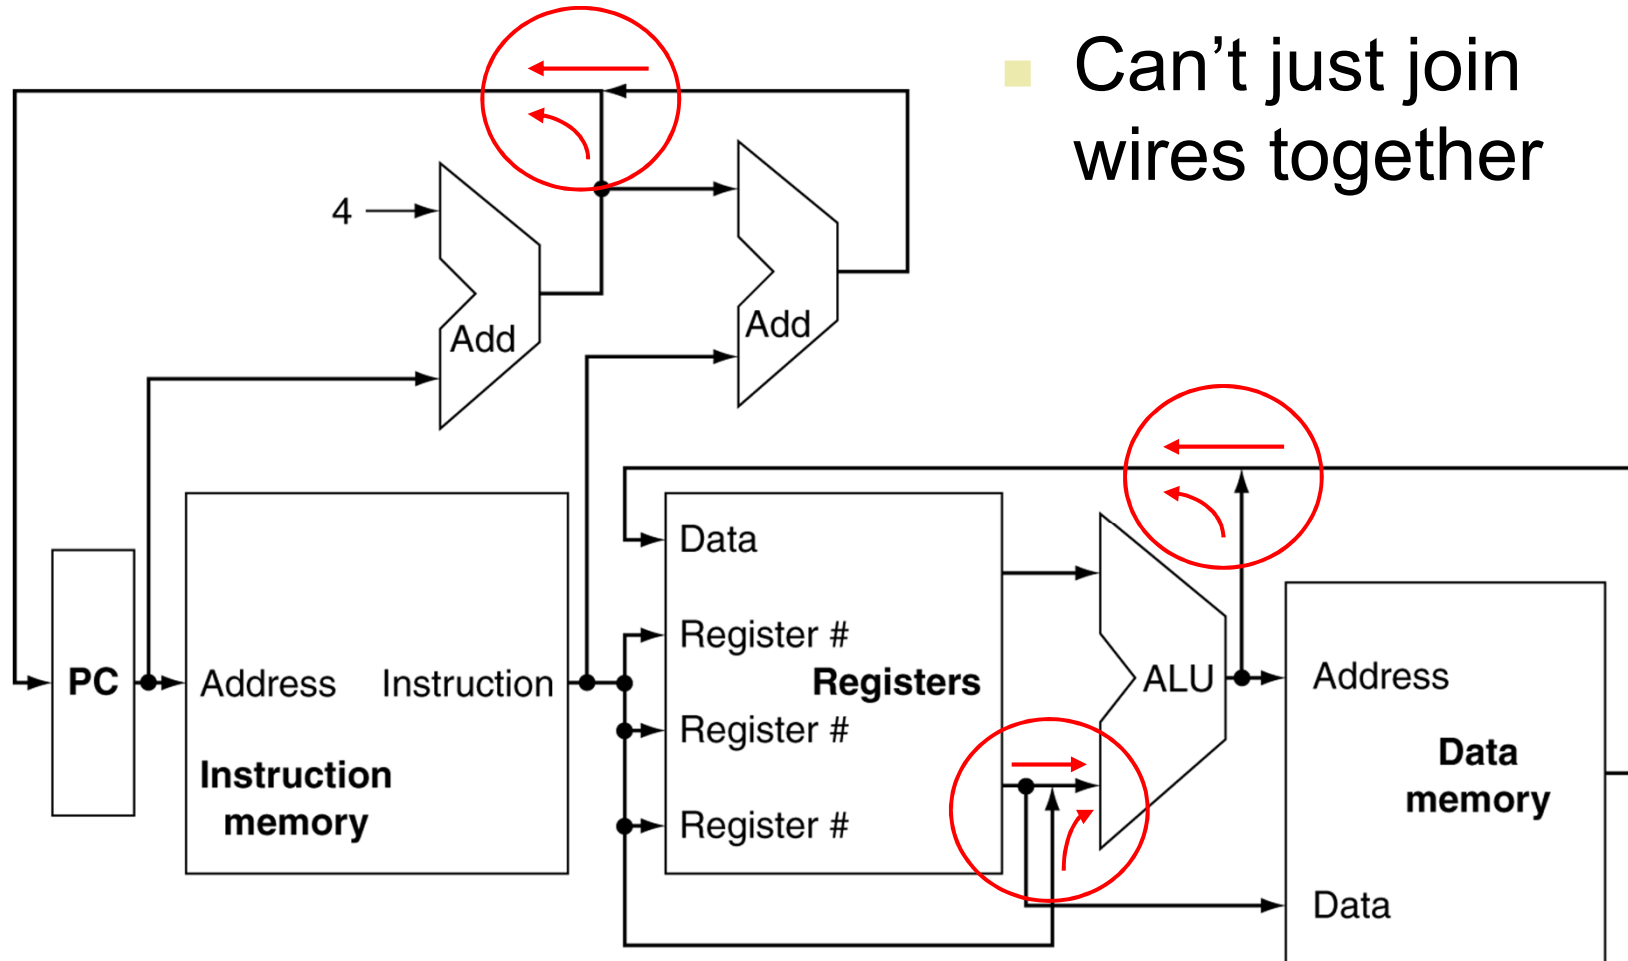 Can't just join
wires together
4
Add
Add
Data
Register #
PC
Address
Instruction
Registers
ALU
Address
Register #
Instruction
memory
Data
memory
Register #
Data